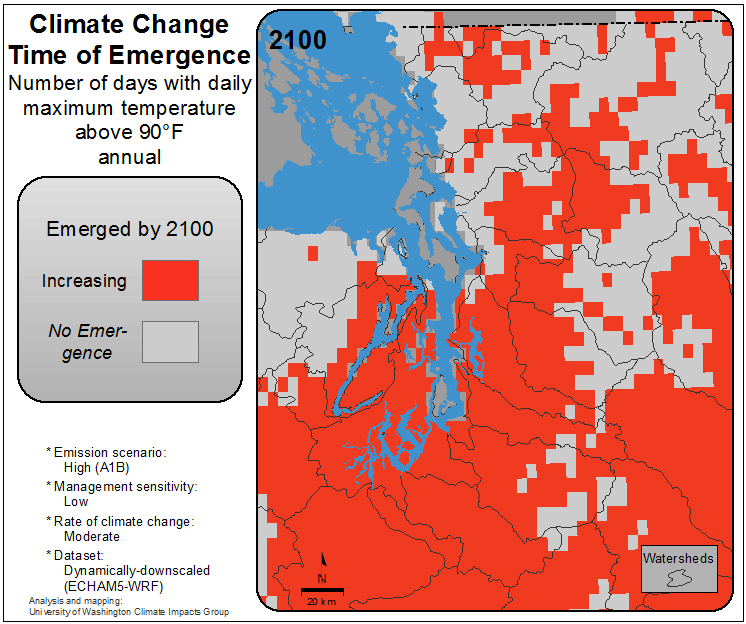 Climate Change
Time of Emergence
Number of days with daily
maximum temperature
above 90°F
annual
Emerged by 2100
Increasing
No Emer-
gence
* Emission scenario:
High (A1B)
* Management sensitivity:
Low
* Rate of climate change:
Moderate
* Dataset:
Dynamically-downscaled
(ECHAM5-WRF)
Analysis and mapping:
University of Washington Climate Impacts Group
2100
N
20 km
Watersheds